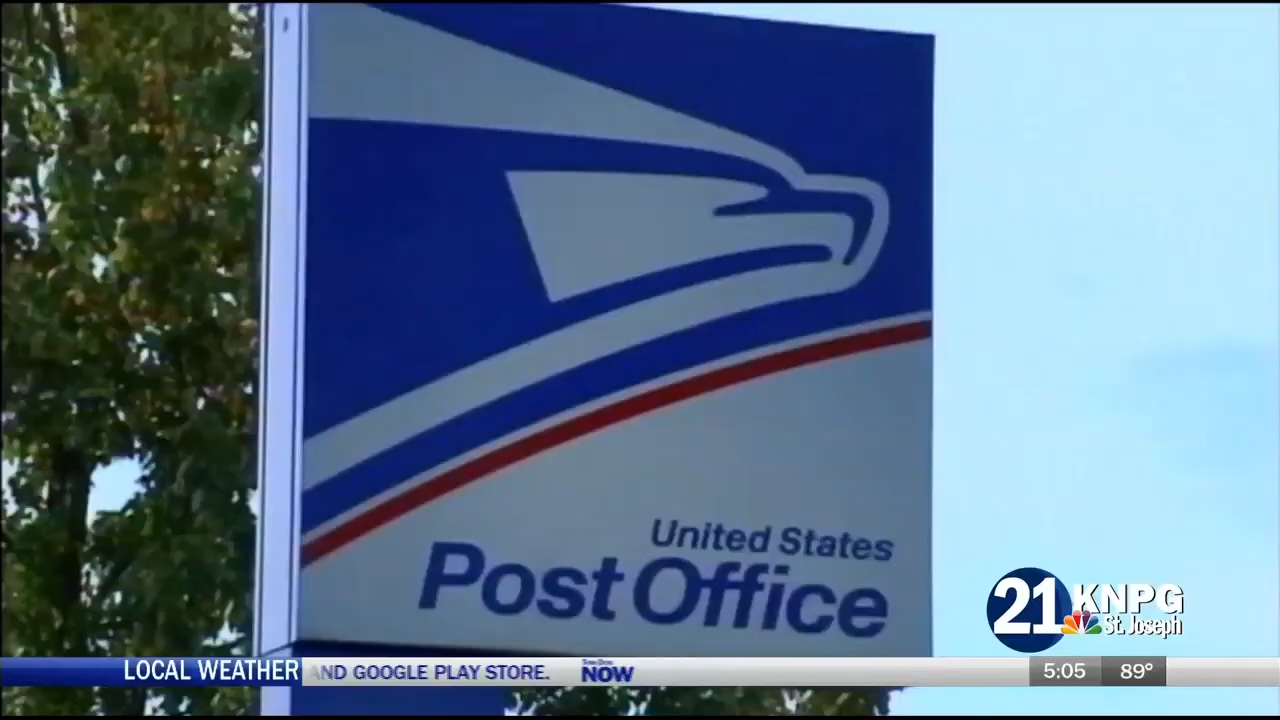 United States
Post Office
21 KNPG
St. Joseph
LOCAL WEATHER AND GOOGLE PLAY STORE. NOW 5:05 89°